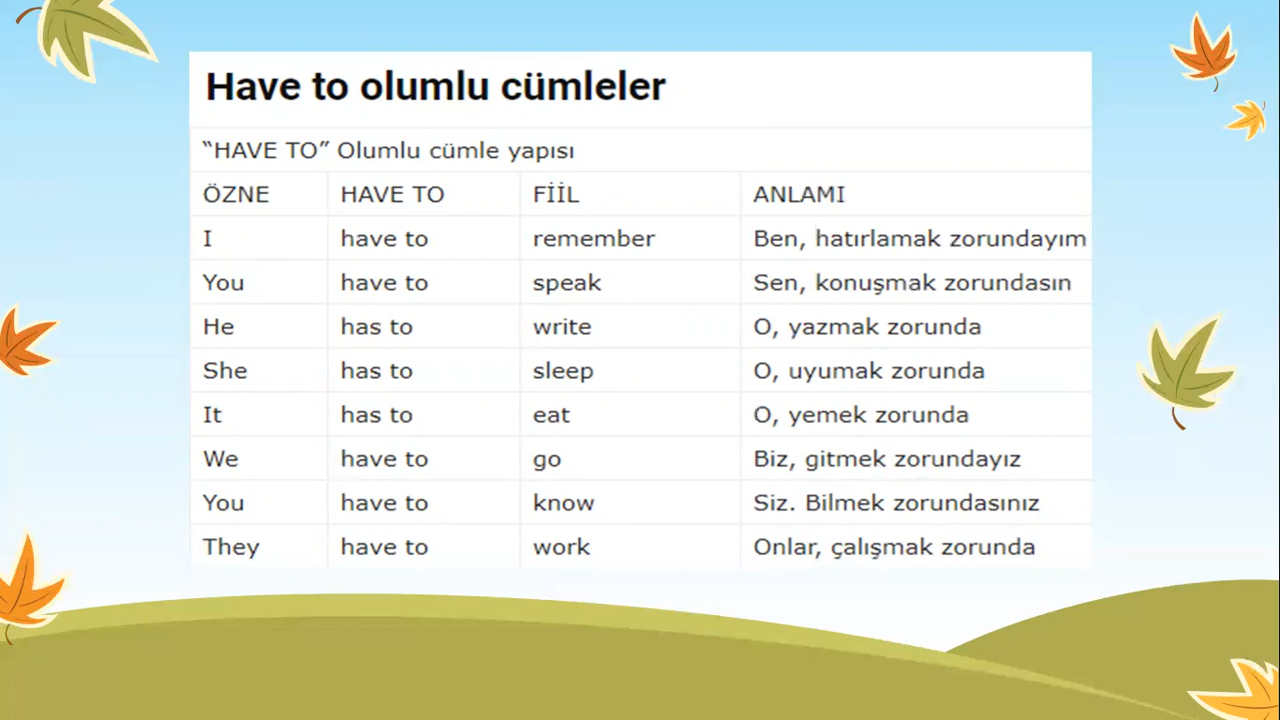 Have to olumlu cümleler
“HAVE TO” Olumlu cümle yapısı
ÖZNE HAVE TO FİİL ANLAMI
I have to remember Ben, hatırlamak zorundayım
You have to speak Sen, konuşmak zorundasın
He has to write O, yazmak zorunda
She has to sleep O, uyumak zorunda
It has to eat O, yemek zorunda
We have to go Biz, gitmek zorundayız
You have to know Siz. Bilmek zorundasınız
They have to work Onlar, çalışmak zorunda